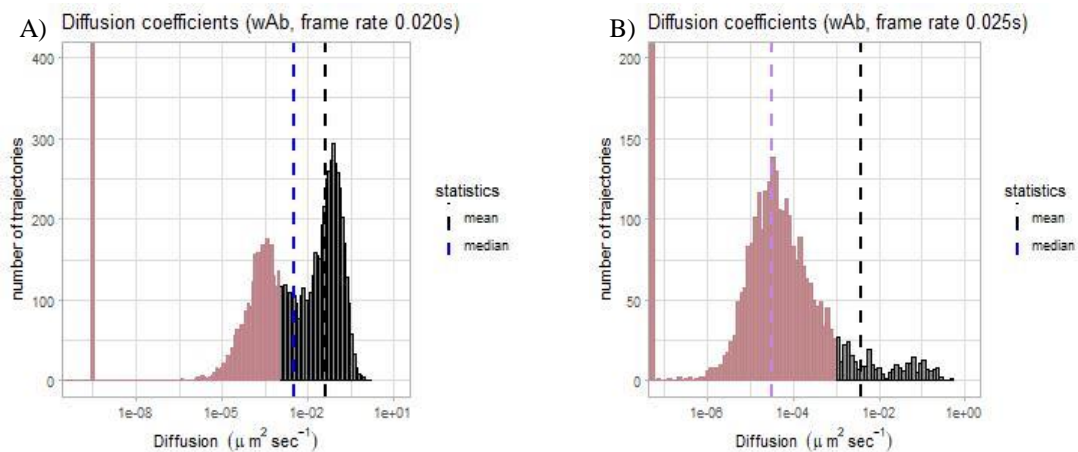 A) Diffusion coefficients (wAb, frame rate 0.020s)
400
300
200
100
0
number of trajectories
1e-08 1e-05 1e-02 1e+01
Diffusion (μ m² sec⁻¹)
statistics
mean
median
B) Diffusion coefficients (wAb, frame rate 0.025s)
200
150
100
50
0
number of trajectories
1e-06 1e-04 1e-02 1e+00
Diffusion (μ m² sec⁻¹)
statistics
mean
median